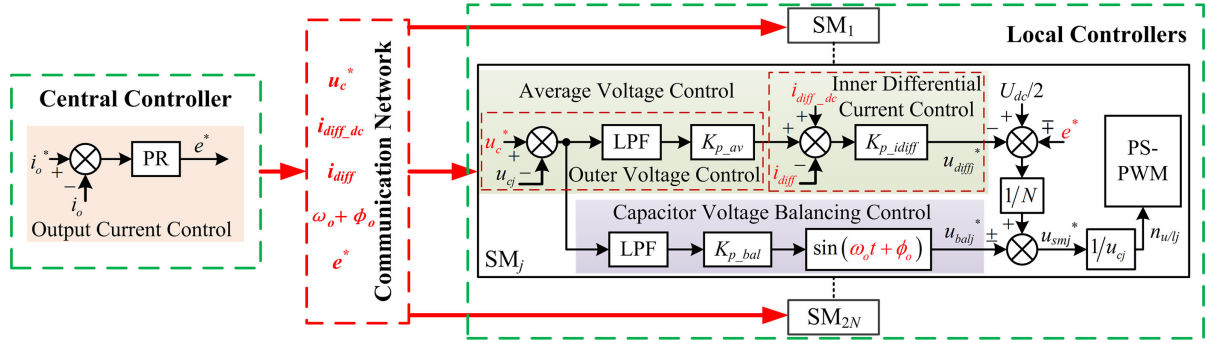 Central Controller
i_o^*
+
−
i_o
PR
e^*
Output Current Control
u_c^*
i_diff_dc
i_diff
ω_o + ϕ_o
e^*
Communication Network
SM_1
Local Controllers
Average Voltage Control
Inner Differential
Current Control
u_c^*
+
u_cj
−
LPF
K_p_av
Outer Voltage Control
i_diff_dc
+
+
−
i_diff
K_p_idiff
u_diffj^*
U_dc/2
+
−
∓
e^*
1/N
+
±
Capacitor Voltage Balancing Control
LPF
K_p_bal
sin(ω_o t + ϕ_o)
u_balj^*
u_smj^*
1/u_cj
n_u/lj
PS-
PWM
SM_j
SM_2N